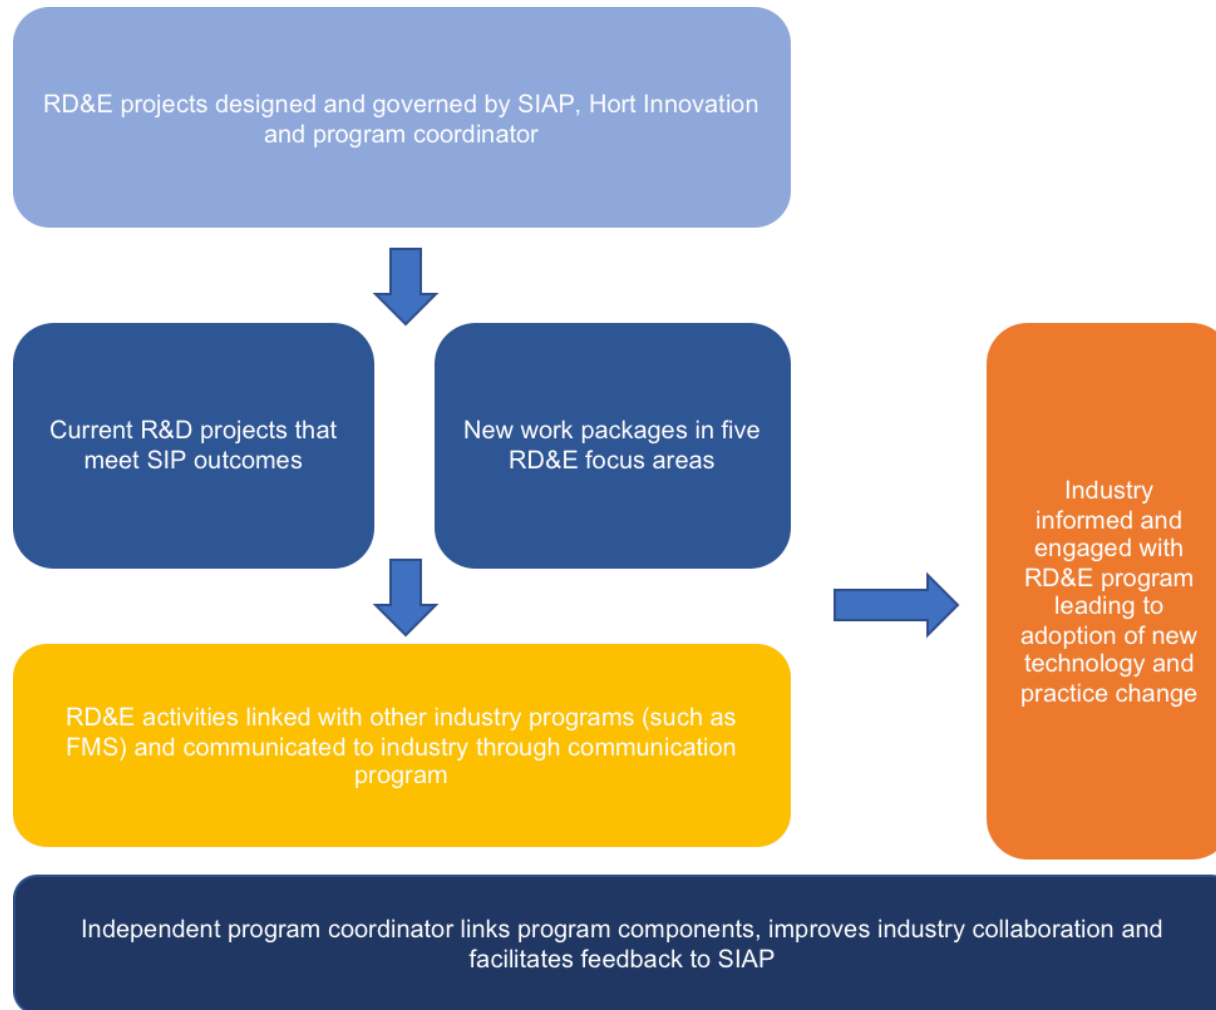 RD&E projects designed and governed by SIAP, Hort Innovation
and program coordinator
Current R&D projects that
meet SIP outcomes
New work packages in five
RD&E focus areas
Industry
informed and
engaged with
RD&E program
leading to
adoption of new
technology and
practice change
RD&E activities linked with other industry programs (such as
FMS) and communicated to industry through communication
program
Independent program coordinator links program components, improves industry collaboration and
facilitates feedback to SIAP